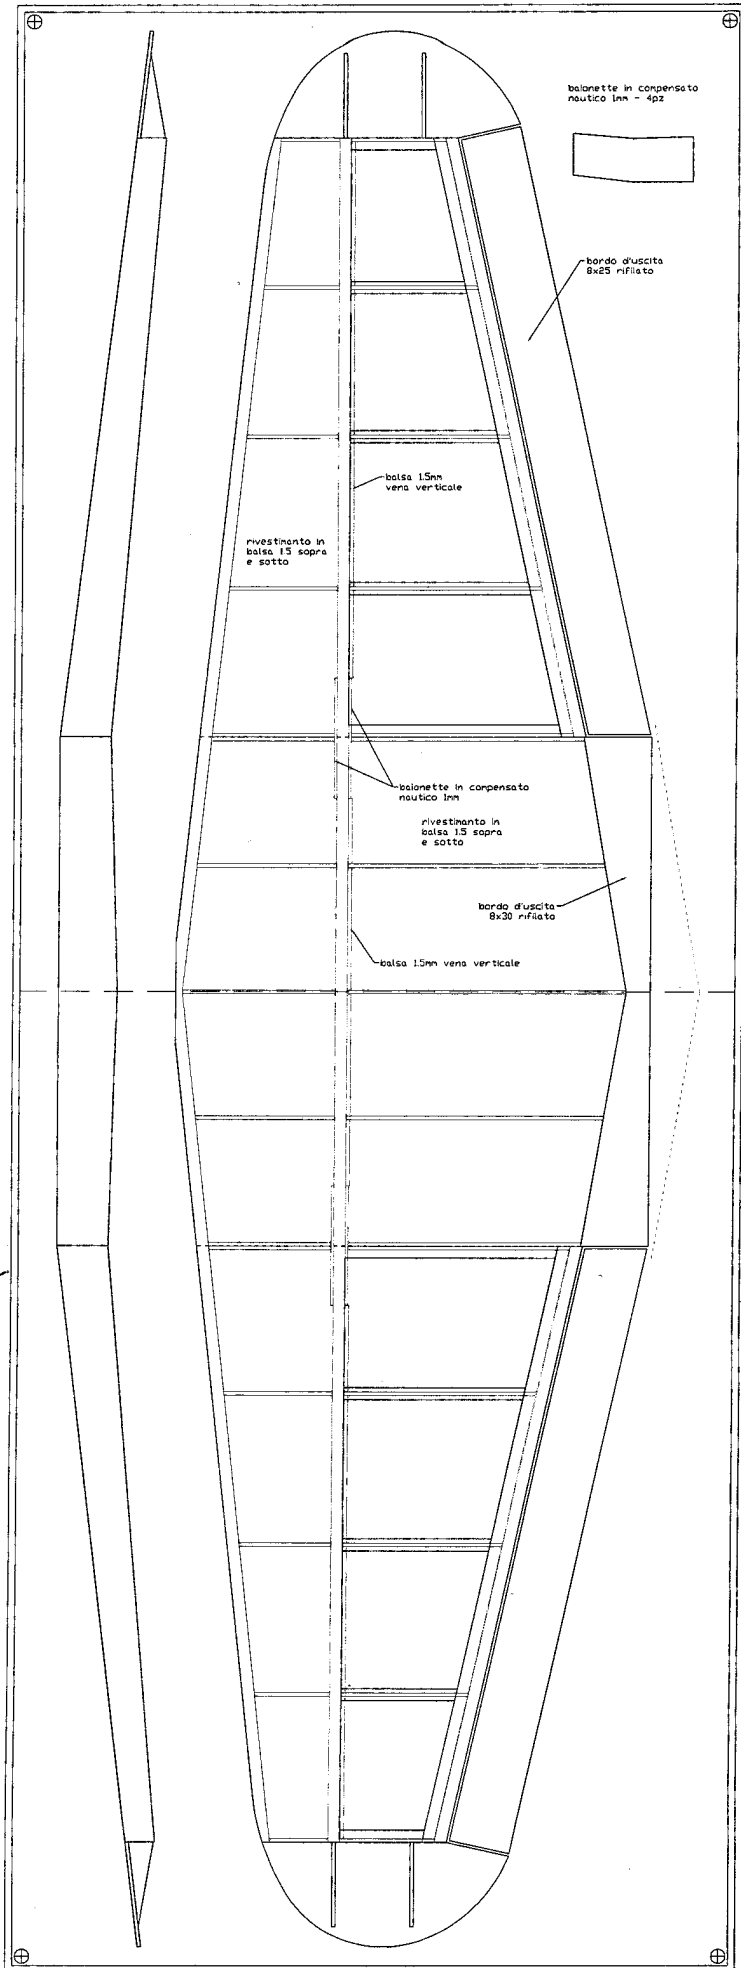 baionette in compensato
nautico 1mm - 4pz
bordo d'uscita
8x25 rifilato
balsa 1.5mm
vena verticale
rivestimanto in
balsa 1.5 sopra
e sotto
baionette in compensato
nautico 1mm
rivestimanto in
balsa 1.5 sopra
e sotto
bordo d'uscita
8x30 rifilato
balsa 1.5mm vena verticale